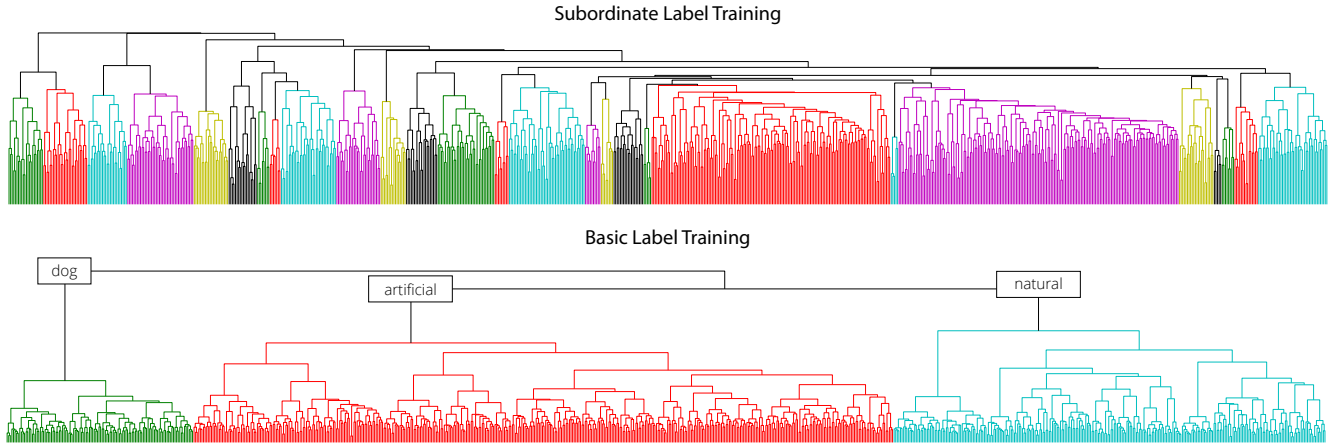 Subordinate Label Training
Basic Label Training
dog
artificial
natural